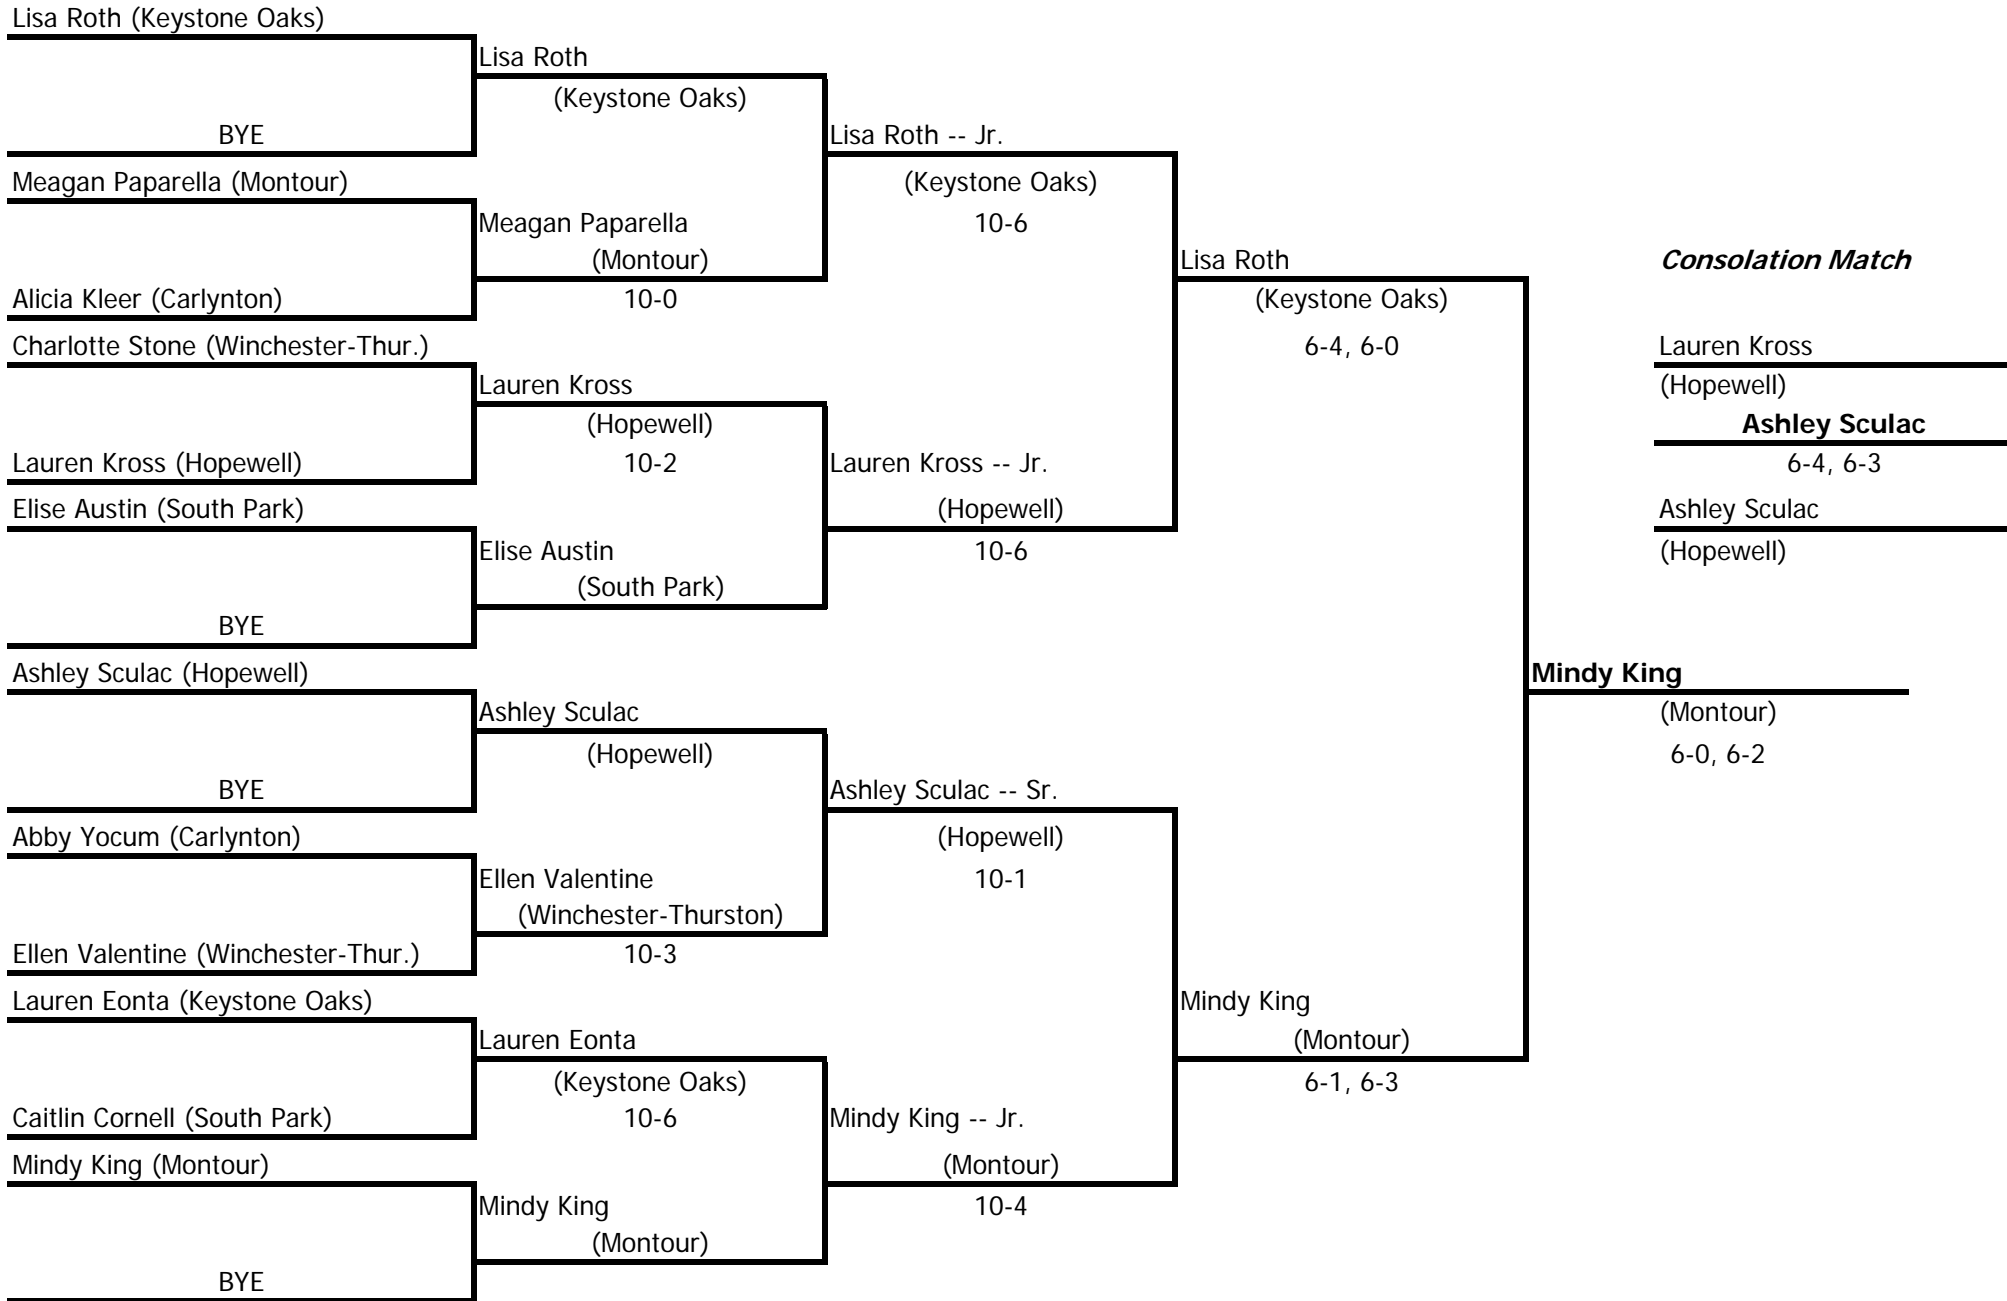 Lisa Roth (Keystone Oaks)
Lisa Roth
(Keystone Oaks)
BYE
Lisa Roth -- Jr.
Meagan Paparella (Montour)
(Keystone Oaks)
Meagan Paparella
10-6
(Montour)
Lisa Roth
Consolation Match
Alicia Kleer (Carlynton)
10-0
(Keystone Oaks)
Charlotte Stone (Winchester-Thur.)
6-4, 6-0
Lauren Kross
Lauren Kross
(Hopewell)
(Hopewell)
Ashley Sculac
Lauren Kross (Hopewell)
10-2
Lauren Kross -- Jr.
6-4, 6-3
Elise Austin (South Park)
(Hopewell)
Ashley Sculac
Elise Austin
10-6
(Hopewell)
(South Park)
BYE
Ashley Sculac (Hopewell)
Mindy King
Ashley Sculac
(Montour)
(Hopewell)
6-0, 6-2
BYE
Ashley Sculac -- Sr.
Abby Yocum (Carlynton)
(Hopewell)
Ellen Valentine
10-1
(Winchester-Thurston)
Ellen Valentine (Winchester-Thur.)
10-3
Lauren Eonta (Keystone Oaks)
Mindy King
Lauren Eonta
(Montour)
(Keystone Oaks)
6-1, 6-3
Caitlin Cornell (South Park)
10-6
Mindy King -- Jr.
Mindy King (Montour)
(Montour)
Mindy King
10-4
(Montour)
BYE